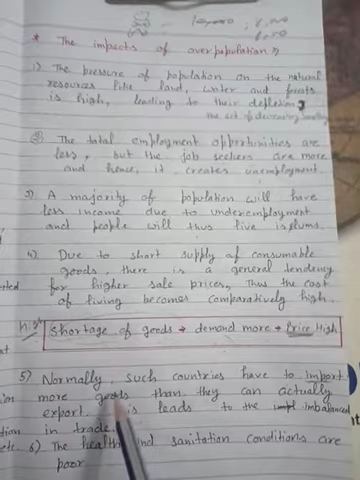 * The impacts of overpopulation :-
1) The pressure of population on the natural
resources like land, water and forests
is high, leading to their depletion
the act of decreasing
2) The total employment opportunities are
less, but the job seekers are more
and hence, it creates unemployment.
3) A majority of population will have
less income due to underemployment
and people will thus live is slums.
4) Due to short supply of consumable
goods, there is a general tendency
for higher sale prices, Thus the cost
of living becomes comparatively high.
Shortage of goods → demand more → Price High
5) Normally, such countries have to import
more goods than they can actually
export. is leads to the imbalanced
in trade.
6) The health and sanitation conditions are
poor